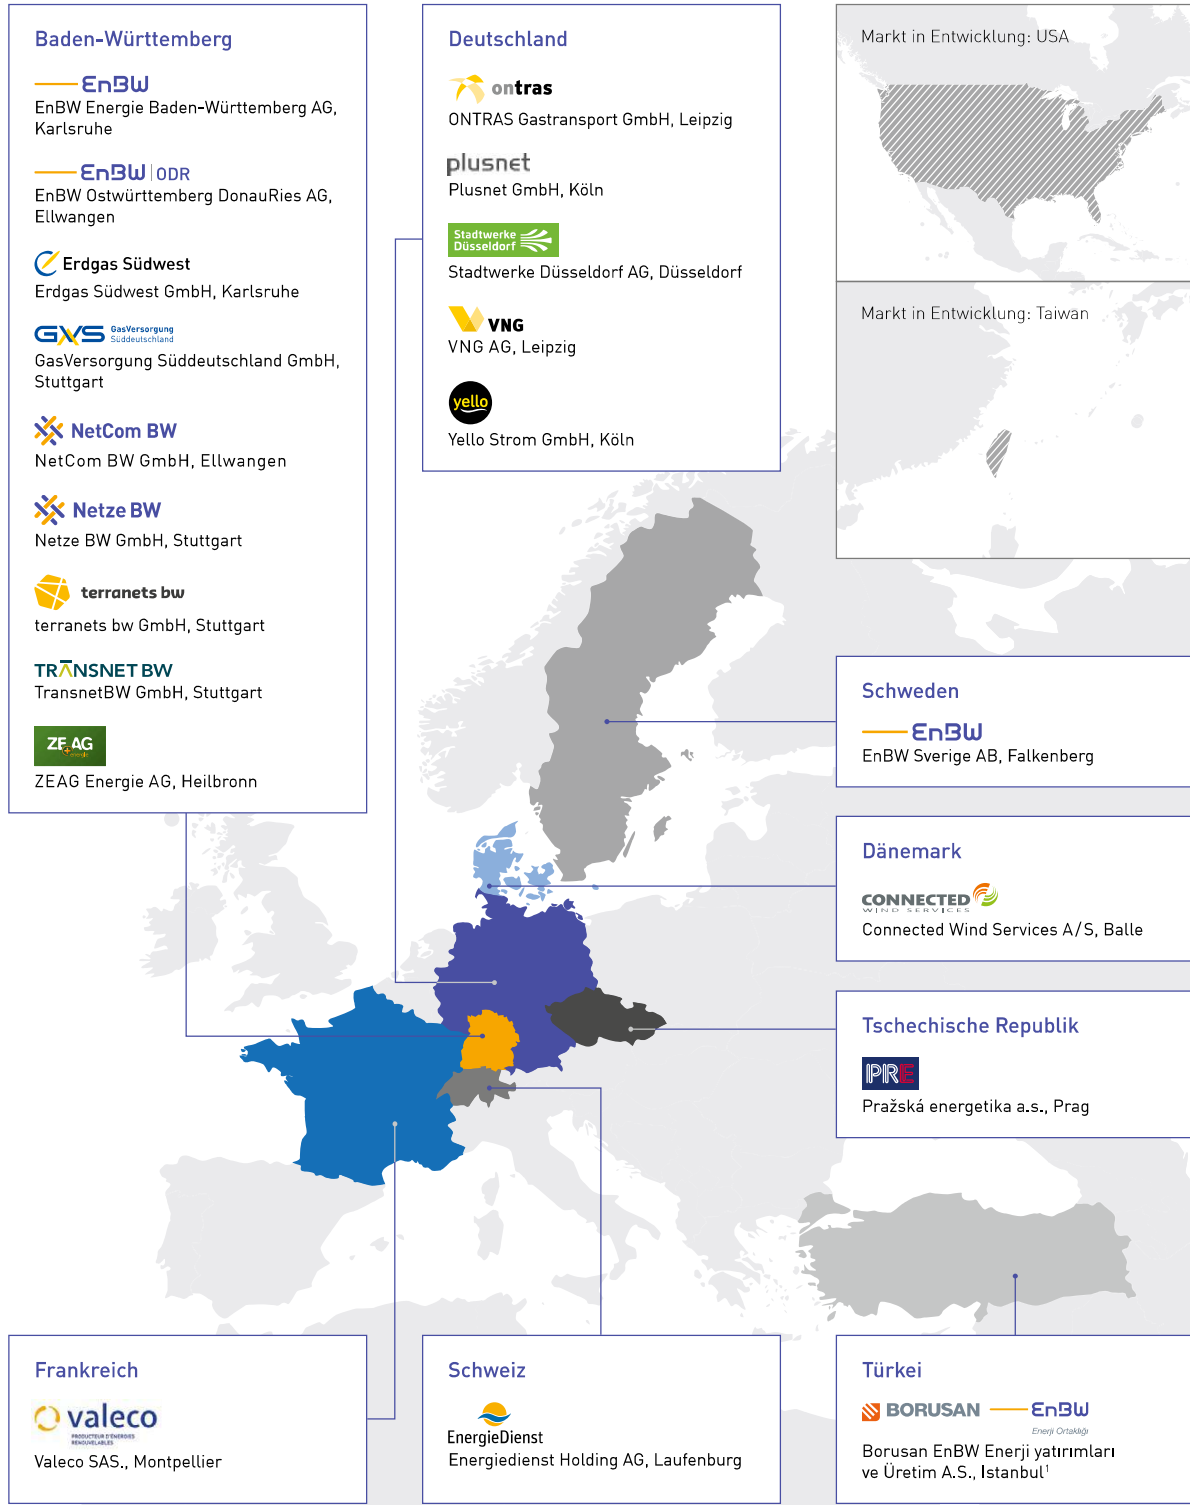 Baden-Württemberg
EnBW
EnBW Energie Baden-Württemberg AG,
Karlsruhe
EnBW | ODR
EnBW Ostwürttemberg DonauRies AG,
Ellwangen
Erdgas Südwest
Erdgas Südwest GmbH, Karlsruhe
GVS GasVersorgung
Süddeutschland
GasVersorgung Süddeutschland GmbH,
Stuttgart
NetCom BW
NetCom BW GmbH, Ellwangen
Netze BW
Netze BW GmbH, Stuttgart
terranets bw
terranets bw GmbH, Stuttgart
TRANSNET BW
TransnetBW GmbH, Stuttgart
ZEAG
energie
ZEAG Energie AG, Heilbronn
Deutschland
ontras
ONTRAS Gastransport GmbH, Leipzig
plusnet
Plusnet GmbH, Köln
Stadtwerke
Düsseldorf
Stadtwerke Düsseldorf AG, Düsseldorf
VNG
VNG AG, Leipzig
yello
Yello Strom GmbH, Köln
Markt in Entwicklung: USA
Markt in Entwicklung: Taiwan
Schweden
EnBW
EnBW Sverige AB, Falkenberg
Dänemark
CONNECTED
WIND SERVICES
Connected Wind Services A/S, Balle
Tschechische Republik
PRE
Pražská energetika a.s., Prag
Frankreich
valeco
PRODUCTEUR D'ÉNERGIES
RENOUVELABLES
Valeco SAS., Montpellier
Schweiz
EnergieDienst
Energiedienst Holding AG, Laufenburg
Türkei
BORUSAN EnBW
Enerji Ortaklığı
Borusan EnBW Enerji yatırımları
ve Üretim A.S., Istanbul¹